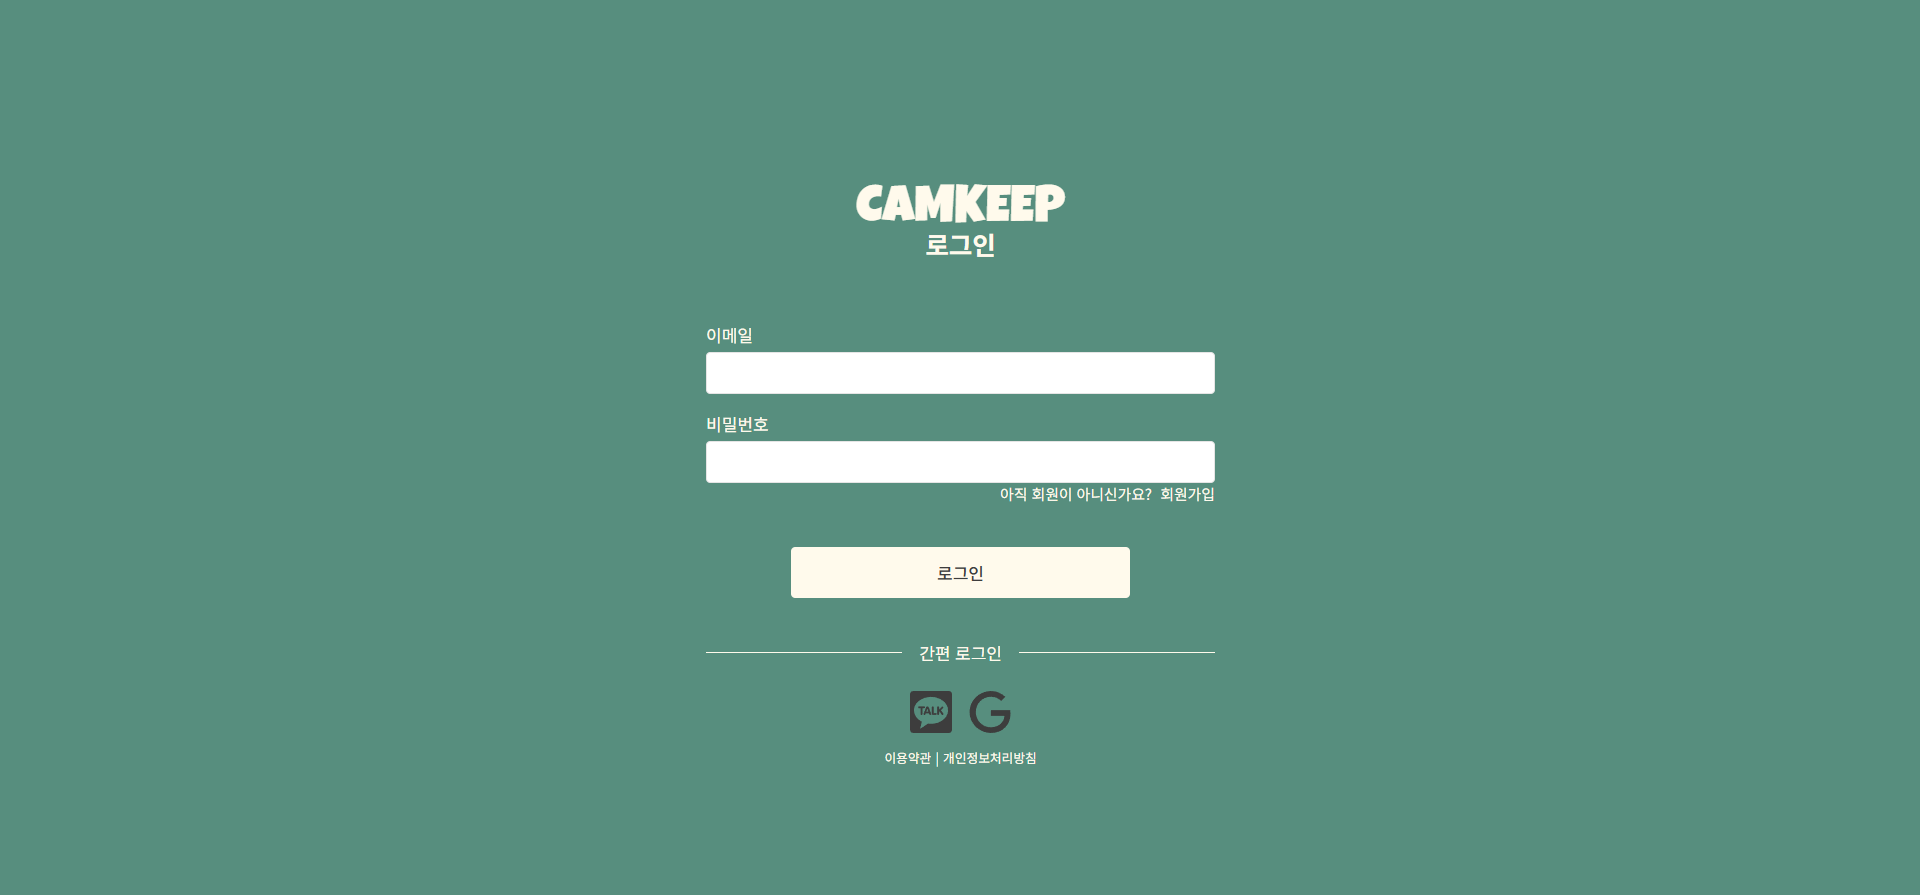 CAMKEEP
로그인
이메일
비밀번호
아직 회원이 아니신가요? 회원가입
로그인
간편 로그인
TALK G
이용약관 | 개인정보처리방침